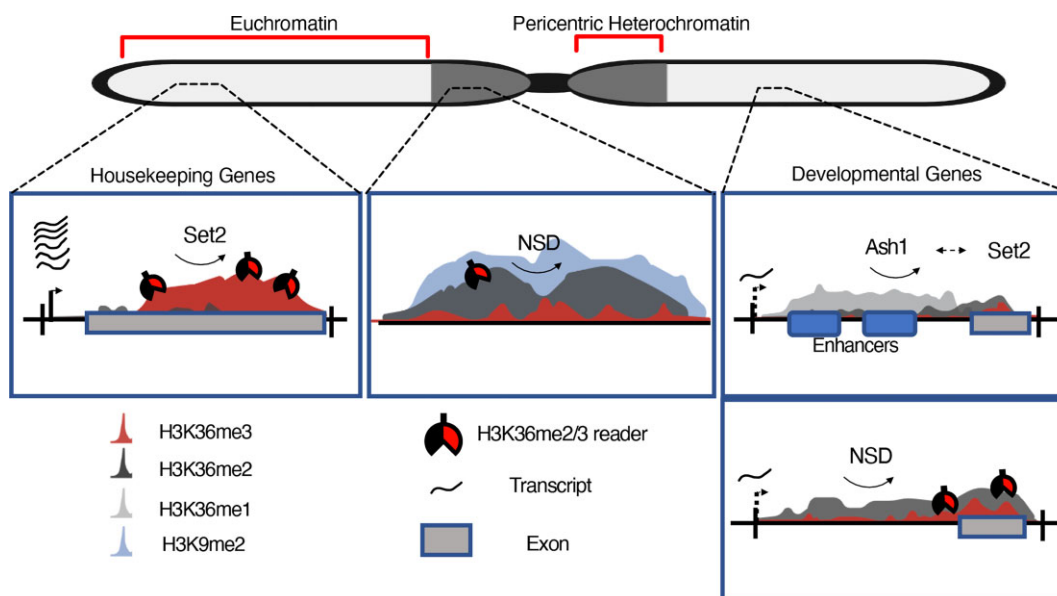 Euchromatin
Pericentric Heterochromatin
Housekeeping Genes
Developmental Genes
Set2
NSD
Ash1
Set2
Enhancers
NSD
H3K36me3
H3K36me2
H3K36me1
H3K9me2
H3K36me2/3 reader
Transcript
Exon